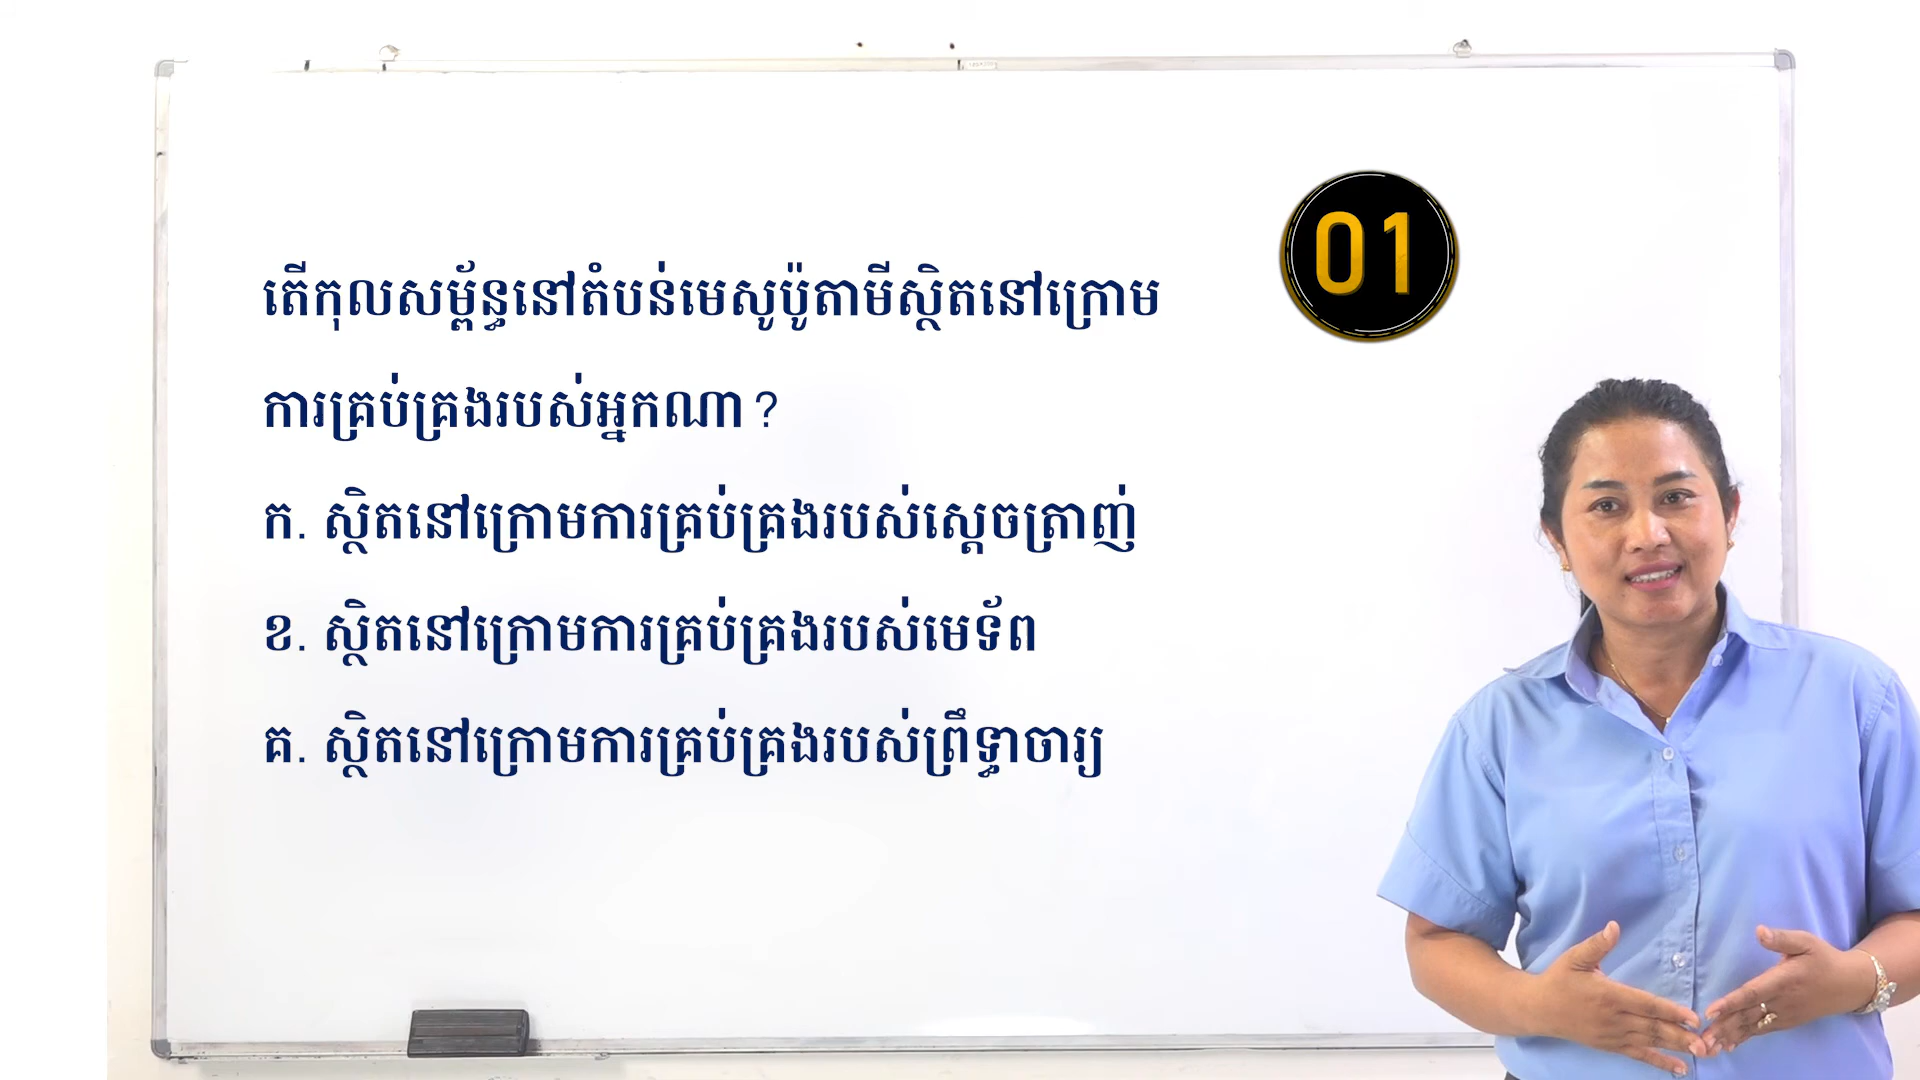 តើកុលសម្ព័ន្ធនៅតំបន់មេសូប៉ូតាមីស្ថិតនៅក្រោម
ការគ្រប់គ្រងរបស់អ្នកណា ?
01
ក. ស្ថិតនៅក្រោមការគ្រប់គ្រងរបស់ស្តេចត្រាញ់
ខ. ស្ថិតនៅក្រោមការគ្រប់គ្រងរបស់មេទ័ព
គ. ស្ថិតនៅក្រោមការគ្រប់គ្រងរបស់ព្រឹទ្ធាចារ្យ